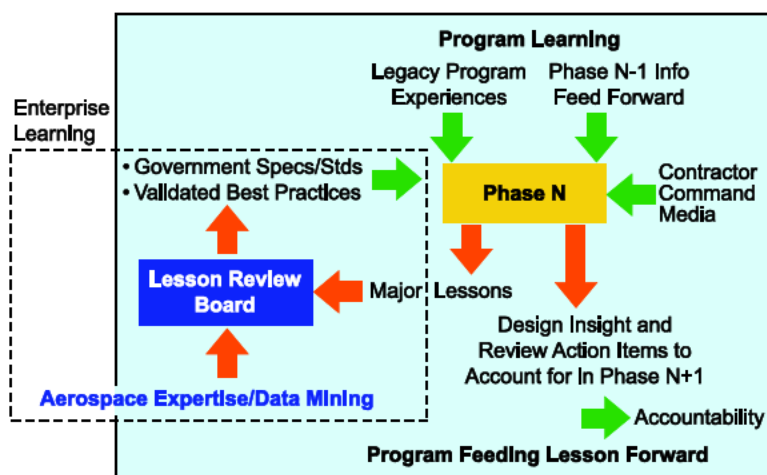 Program Learning
Legacy Program
Experiences
Phase N-1 Info
Feed Forward
Enterprise
Learning
• Government Specs/Stds
• Validated Best Practices
Phase N
Contractor
Command
Media
Lesson Review
Board
Major Lessons
Design Insight and
Review Action Items to
Account for in Phase N+1
Aerospace Expertise/Data Mining
Accountability
Program Feeding Lesson Forward